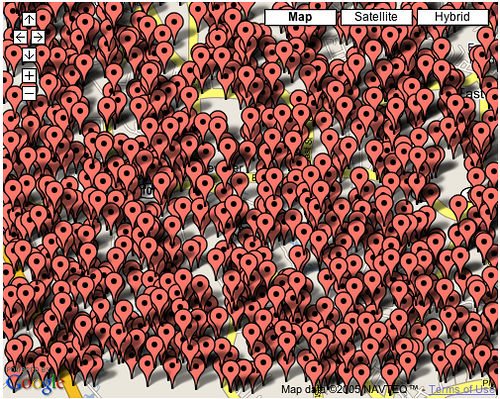 Map Satellite Hybrid
Google
Map data ©2005 NAVTEQ™ - Terms of Use